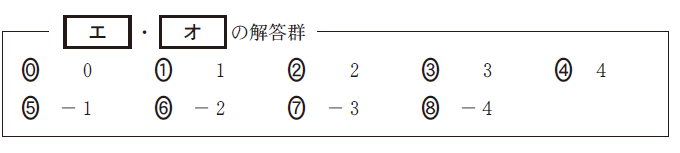 エ ・ オ の解答群
⓪ 0 ① 1 ② 2 ③ 3 ④ 4
⑤ －1 ⑥ －2 ⑦ －3 ⑧ －4